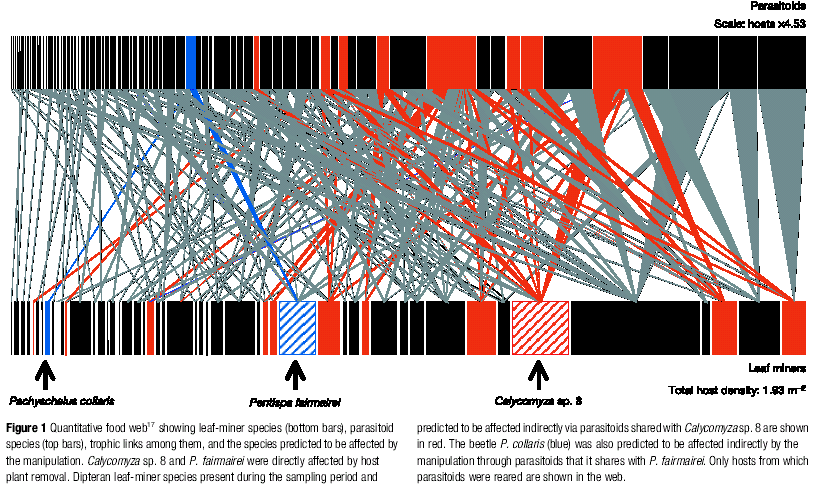 Parasitoids
Scale: hosts x4.53
Leaf miners
Total host density: 1.93 m⁻²
Pachyschelus collaris
Pentispa fairmairei
Calycomyza sp. 8
Figure 1 Quantitative food web¹⁷ showing leaf-miner species (bottom bars), parasitoid
species (top bars), trophic links among them, and the species predicted to be affected by
the manipulation. Calycomyza sp. 8 and P. fairmairei were directly affected by host
plant removal. Dipteran leaf-miner species present during the sampling period and
predicted to be affected indirectly via parasitoids shared with Calycomyza sp. 8 are shown
in red. The beetle P. collaris (blue) was also predicted to be affected indirectly by the
manipulation through parasitoids that it shares with P. fairmairei. Only hosts from which
parasitoids were reared are shown in the web.